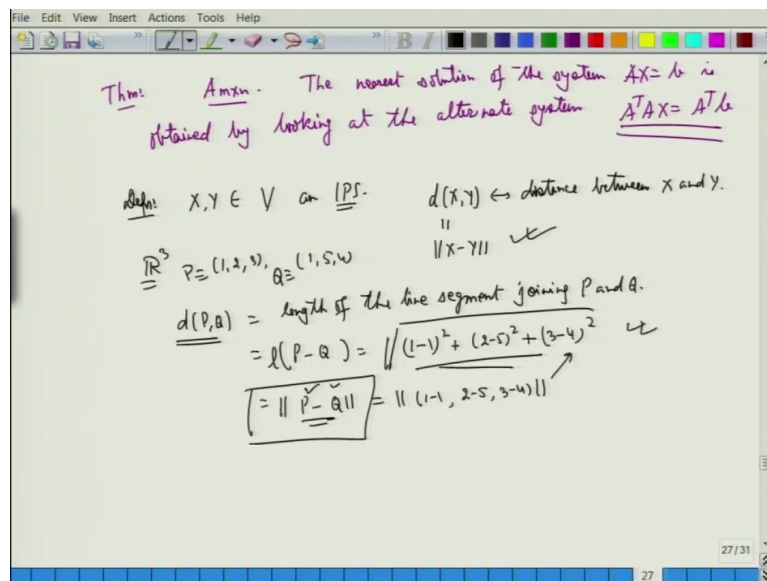 File Edit View Insert Actions Tools Help
Thm: Am×n. The nearest solution of the system AX = b is
obtained by looking at the alternate system AᵀAX = Aᵀb
Defn: X, Y ∈ V an IPS. d(X,Y) ↔ distance between X and Y.
||
||X-Y||
ℝ³ P ≡ (1,2,3), Q ≡ (1,5,4)
d(P,Q) = length of the line segment joining P and Q.
= l(P-Q) = √(1-1)² + (2-5)² + (3-4)²
= ||P-Q|| = ||(1-1, 2-5, 3-4)||
27/31
27